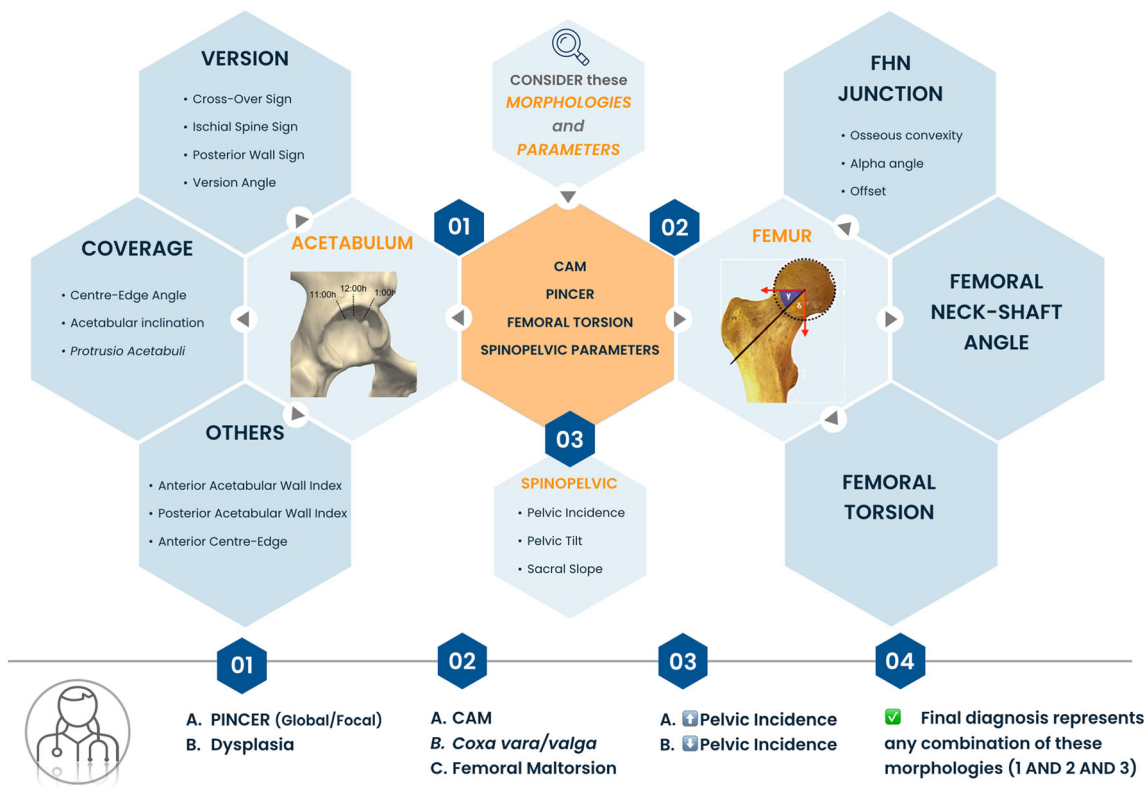 VERSION
• Cross-Over Sign
• Ischial Spine Sign
• Posterior Wall Sign
• Version Angle
COVERAGE
• Centre-Edge Angle
• Acetabular inclination
• Protrusio Acetabuli
OTHERS
• Anterior Acetabular Wall Index
• Posterior Acetabular Wall Index
• Anterior Centre-Edge
01
ACETABULUM
11:00h
12:00h
1:00h
CONSIDER these
MORPHOLOGIES
and
PARAMETERS
CAM
PINCER
FEMORAL TORSION
SPINOPELVIC PARAMETERS
03
SPINOPELVIC
• Pelvic Incidence
• Pelvic Tilt
• Sacral Slope
02
FEMUR
γ
δ
FHN
JUNCTION
• Osseous convexity
• Alpha angle
• Offset
FEMORAL
NECK-SHAFT
ANGLE
FEMORAL
TORSION
01
A. PINCER (Global/Focal)
B. Dysplasia
02
A. CAM
B. Coxa vara/valga
C. Femoral Maltorsion
03
A. ⬆️Pelvic Incidence
B. ⬇️Pelvic Incidence
04
✅ Final diagnosis represents
any combination of these
morphologies (1 AND 2 AND 3)